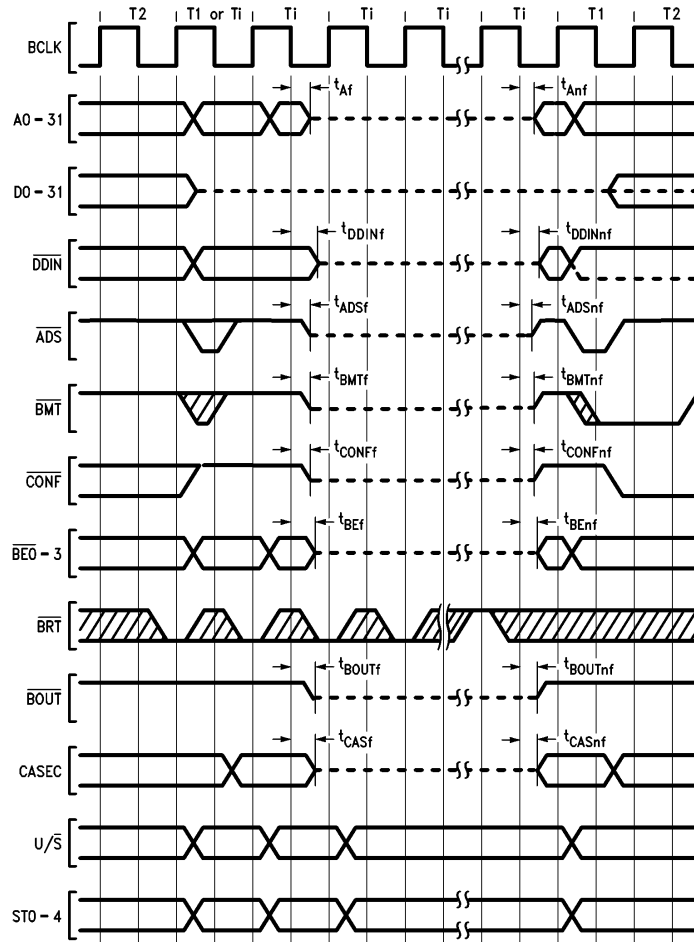 T2 T1 or Ti Ti Ti Ti Ti T1 T2
BCLK
tAf tAnf
A0-31
D0-31
tDDINf tDDINnf
DDIN
tADSf tADSnf
ADS
tBMTf tBMTnf
BMT
tCONFf tCONFnf
CONF
tBEf tBEnf
BE0-3
BRT
tBOUTf tBOUTnf
BOUT
tCASf tCASnf
CASEC
U/S
ST0-4